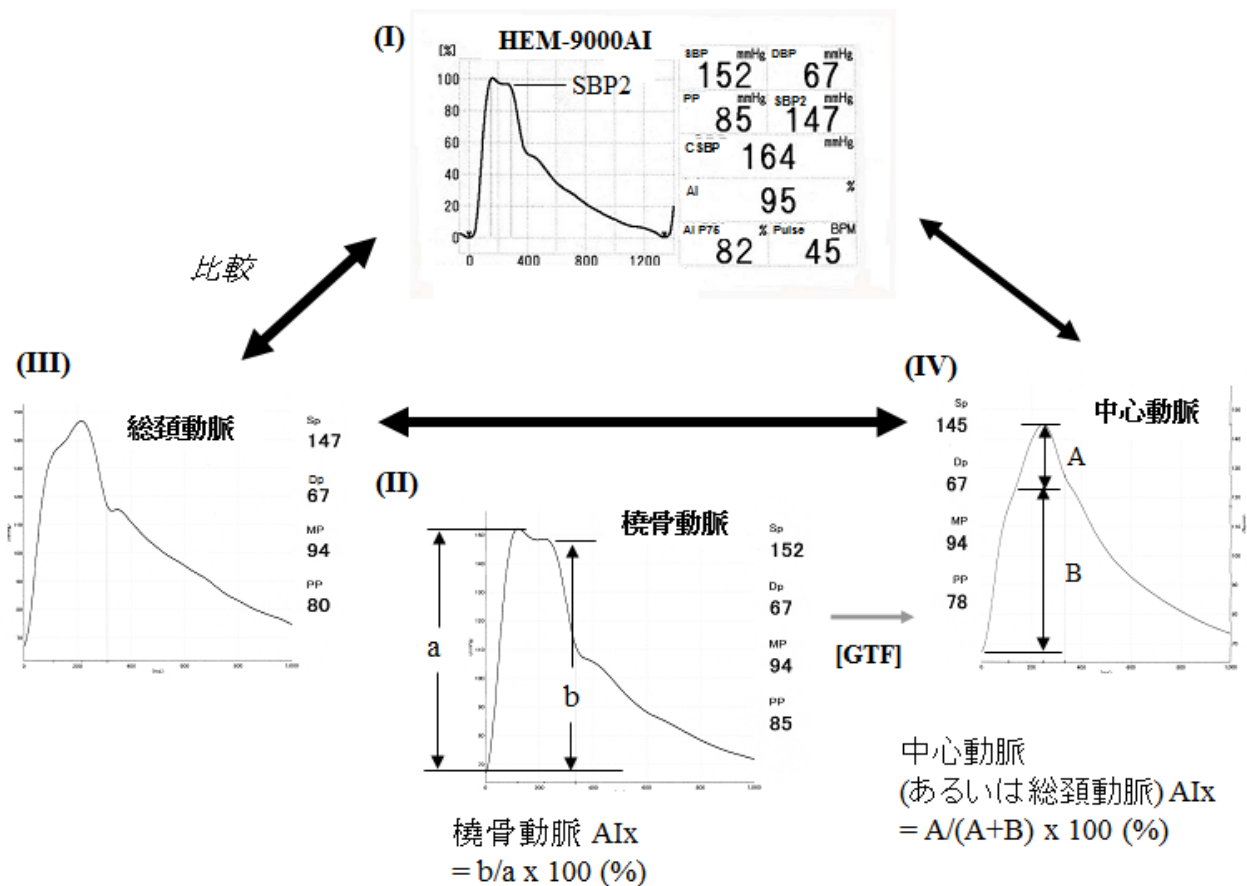 (I)
HEM-9000AI
[%]
100
80
60
40
20
0
0 400 800 1200
SBP2
SBP mmHg DBP mmHg
152 67
PP mmHg SBP2 mmHg
85 147
CSBP 164 mmHg
AI 95 %
AI P75 % Pulse BPM
82 45
比較
(III)
総頚動脈
Sp
147
Dp
67
MP
94
PP
80
(II)
橈骨動脈
a
b
Sp
152
Dp
67
MP
94
PP
85
[GTF]
(IV)
中心動脈
Sp
145
Dp
67
MP
94
PP
78
A
B
橈骨動脈 AIx
= b/a x 100 (%)
中心動脈
(あるいは総頚動脈) AIx
= A/(A+B) x 100 (%)